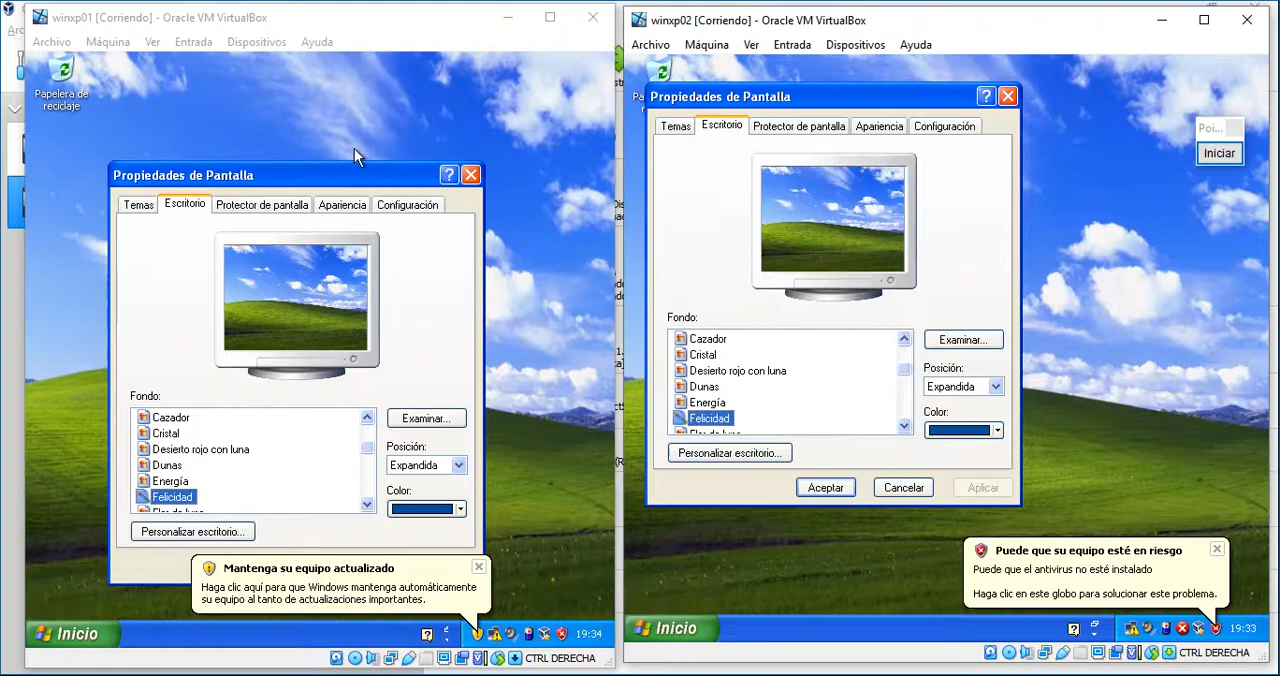 winxp01 [Corriendo] - Oracle VM VirtualBox
Archivo Máquina Ver Entrada Dispositivos Ayuda
Papelera de
reciclaje
Propiedades de Pantalla
Temas Escritorio Protector de pantalla Apariencia Configuración
Fondo:
Cazador
Cristal
Desierto rojo con luna
Dunas
Energía
Felicidad
Examinar...
Posición:
Expandida
Color:
Personalizar escritorio...
Mantenga su equipo actualizado
Haga clic aquí para que Windows mantenga automáticamente
su equipo al tanto de actualizaciones importantes.
Inicio
19:34
CTRL DERECHA
winxp02 [Corriendo] - Oracle VM VirtualBox
Archivo Máquina Ver Entrada Dispositivos Ayuda
Propiedades de Pantalla
Temas Escritorio Protector de pantalla Apariencia Configuración
Poi...
Iniciar
Fondo:
Cazador
Cristal
Desierto rojo con luna
Dunas
Energía
Felicidad
Examinar...
Posición:
Expandida
Color:
Personalizar escritorio...
Aceptar Cancelar Aplicar
Puede que su equipo esté en riesgo
Puede que el antivirus no esté instalado
Haga clic en este globo para solucionar este problema.
Inicio
19:33
CTRL DERECHA